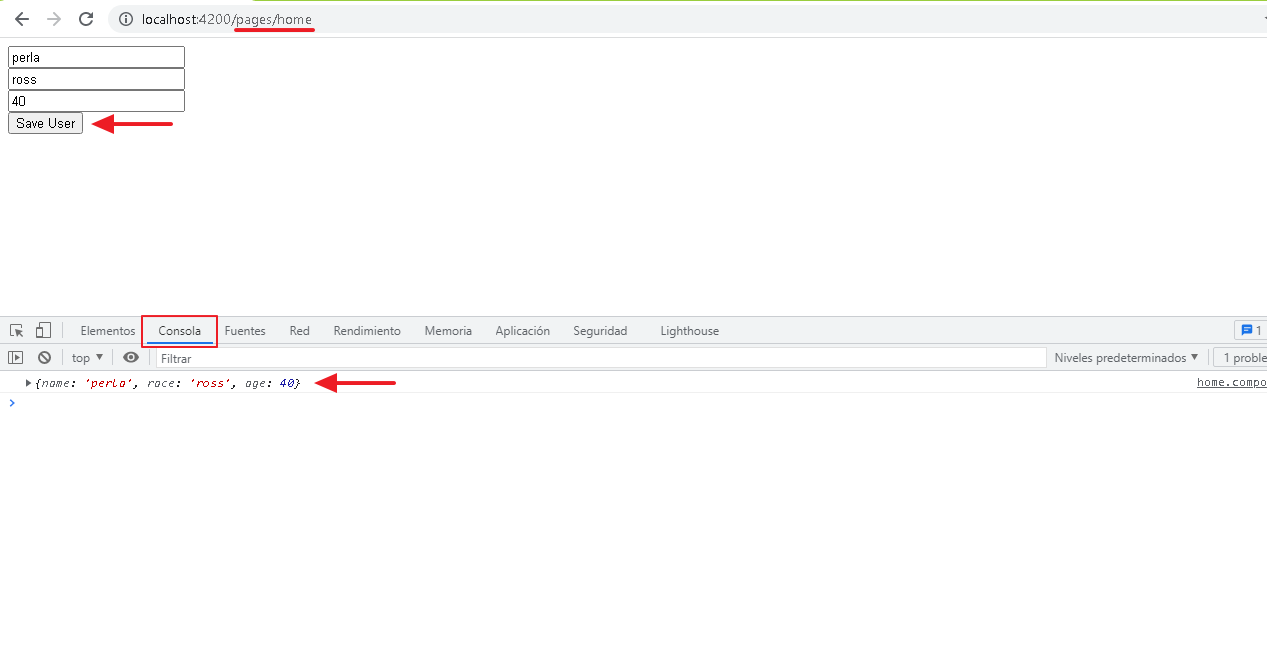 localhost:4200/pages/home
perla
ross
40
Save User
Elementos Consola Fuentes Red Rendimiento Memoria Aplicación Seguridad Lighthouse 1
top Filtrar Niveles predeterminados 1 proble
{name: 'perla', race: 'ross', age: 40} home.compo